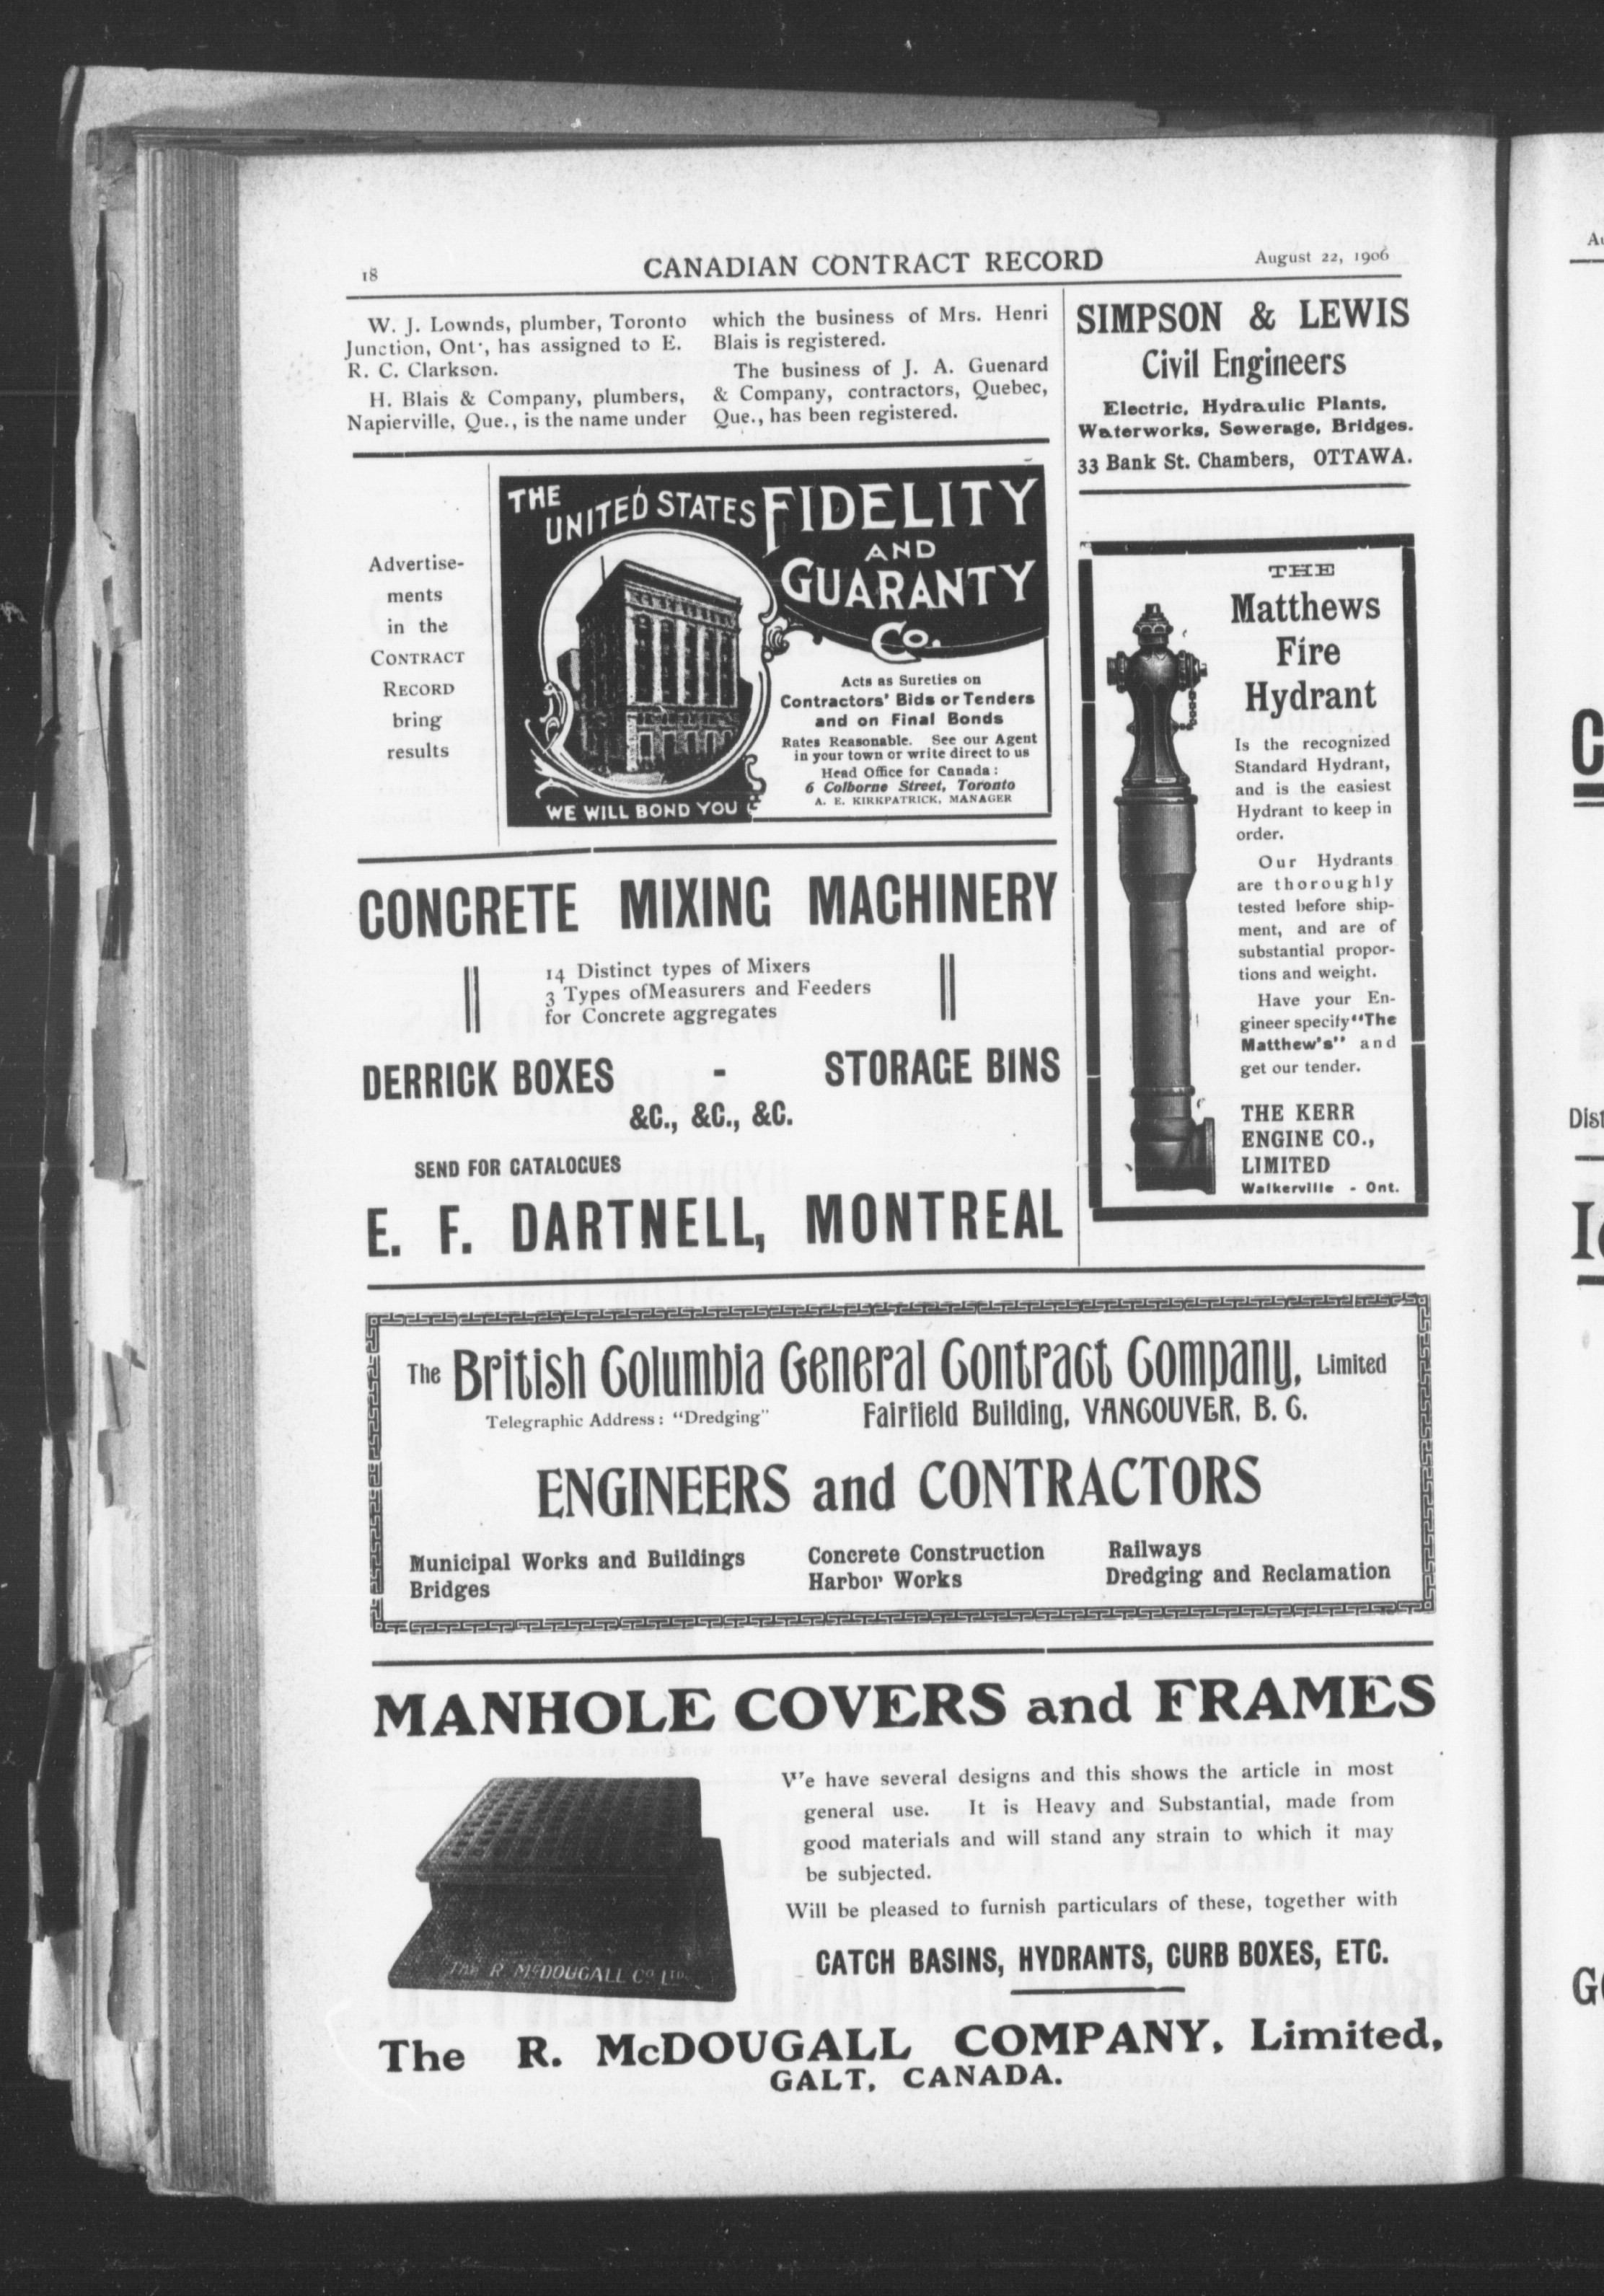 18
CANADIAN CONTRACT RECORD
August 22, 1906
W. J. Lownds, plumber, Toronto
Junction, Ont·, has assigned to E.
R. C. Clarkson.
H. Blais & Company, plumbers,
Napierville, Que., is the name under
which the business of Mrs. Henri
Blais is registered.
The business of J. A. Guenard
& Company, contractors, Quebec,
Que., has been registered.
SIMPSON & LEWIS
Civil Engineers
Electric, Hydraulic Plants,
Waterworks, Sewerage, Bridges.
33 Bank St. Chambers, OTTAWA.
Advertise-
ments
in the
CONTRACT
RECORD
bring
results
THE
UNITED STATES FIDELITY
AND
GUARANTY
CO.
Acts as Sureties on
Contractors' Bids or Tenders
and on Final Bonds
Rates Reasonable. See our Agent
in your town or write direct to us
Head Office for Canada:
6 Colborne Street, Toronto
A. E. KIRKPATRICK, MANAGER
WE WILL BOND YOU
THE
Matthews
Fire
Hydrant
Is the recognized
Standard Hydrant,
and is the easiest
Hydrant to keep in
order.
Our Hydrants
are thoroughly
tested before ship-
ment, and are of
substantial propor-
tions and weight.
Have your En-
gineer specify "The
Matthew's" and
get our tender.
THE KERR
ENGINE CO.,
LIMITED
Walkerville - Ont.
CONCRETE MIXING MACHINERY
14 Distinct types of Mixers
3 Types of Measurers and Feeders
for Concrete aggregates
DERRICK BOXES - STORAGE BINS
&C., &C., &C.
SEND FOR CATALOGUES
E. F. DARTNELL, MONTREAL
The British Columbia General Contract Company, Limited
Telegraphic Address: "Dredging"
Fairfield Building, VANCOUVER, B. C.
ENGINEERS and CONTRACTORS
Municipal Works and Buildings
Bridges
Concrete Construction
Harbor Works
Railways
Dredging and Reclamation
MANHOLE COVERS and FRAMES
THE R. McDOUGALL CO. LTD.
We have several designs and this shows the article in most
general use. It is Heavy and Substantial, made from
good materials and will stand any strain to which it may
be subjected.
Will be pleased to furnish particulars of these, together with
CATCH BASINS, HYDRANTS, CURB BOXES, ETC.
The R. McDOUGALL COMPANY, Limited,
GALT, CANADA.